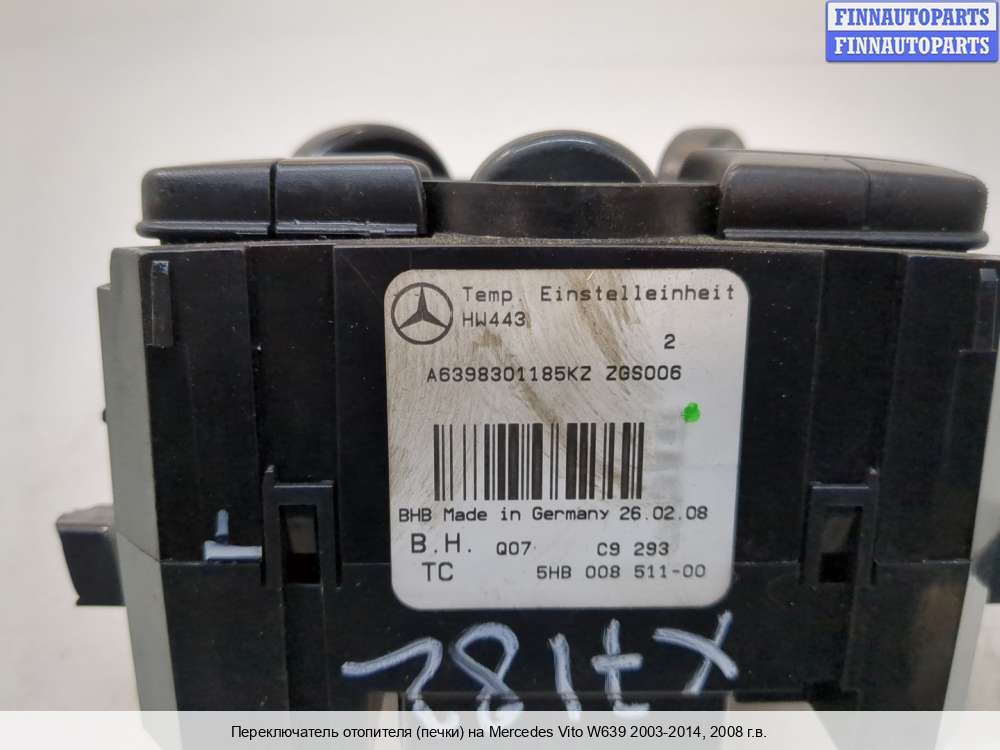 FINNAUTOPARTS
FINNAUTOPARTS
Temp. Einstelleinheit
HW443
2
A6398301185KZ ZGS006
BHB Made in Germany 26.02.08
B.H. Q07 C9 293
TC 5HB 008 511-00
Переключатель отопителя (печки) на Mercedes Vito W639 2003-2014, 2008 г.в.